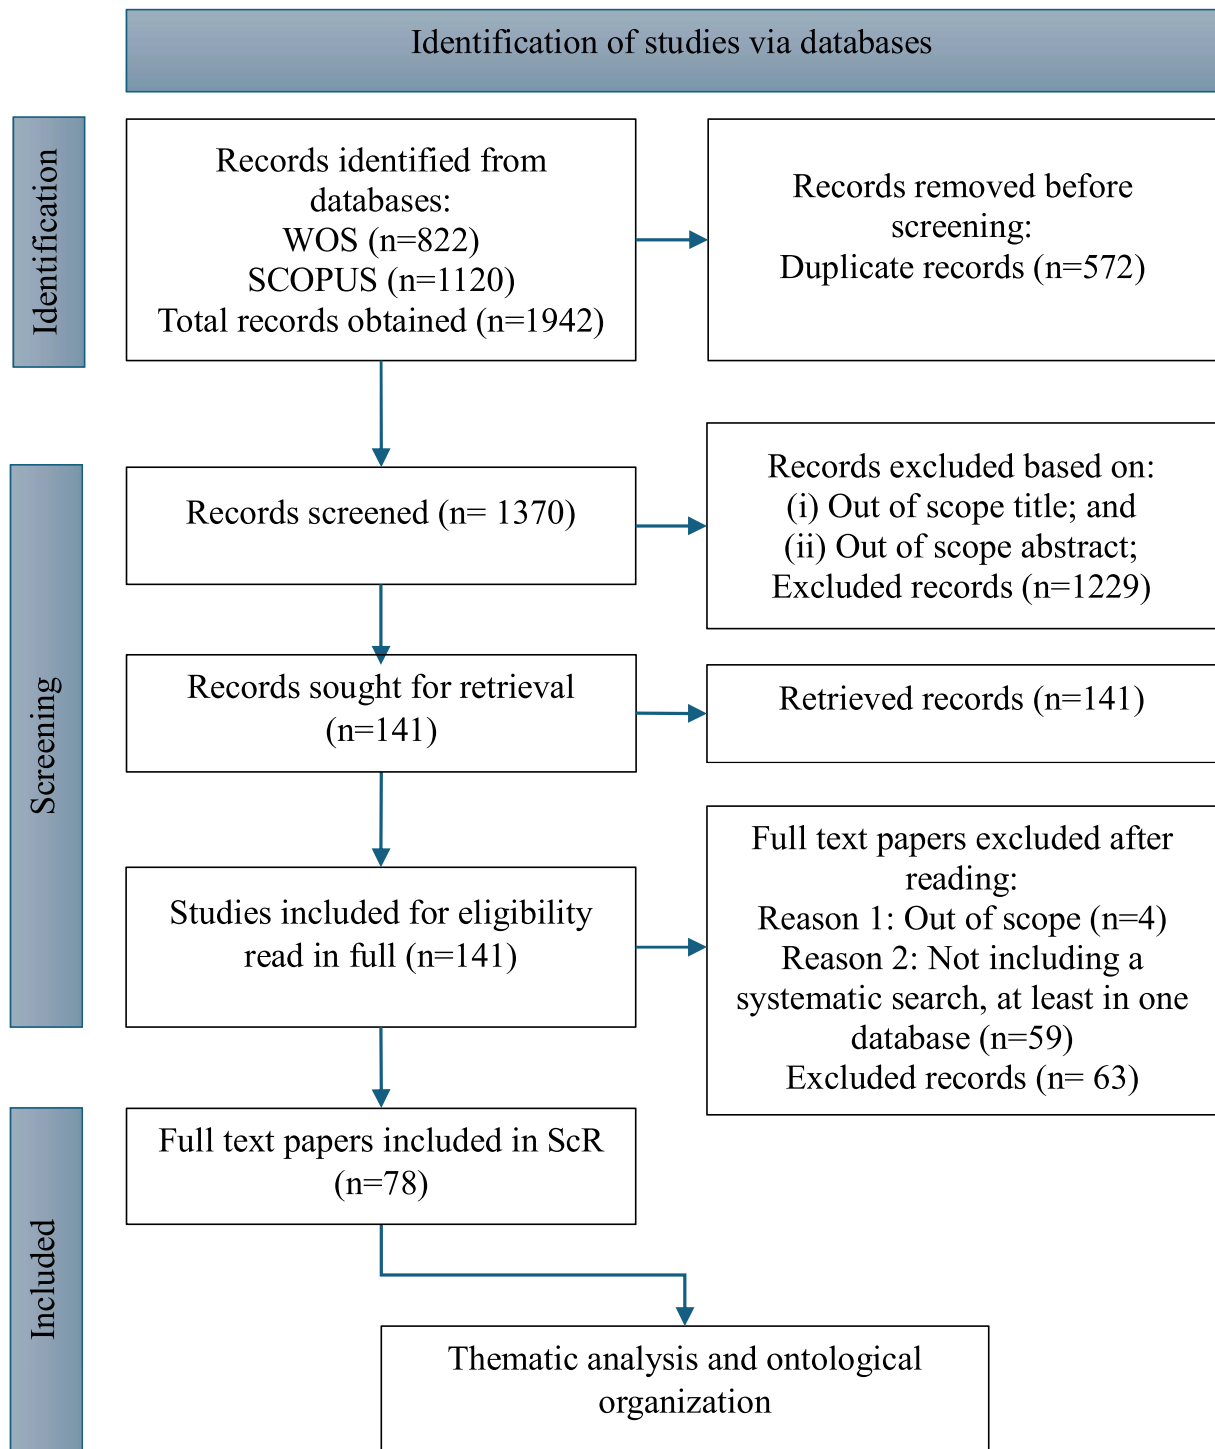 Identification of studies via databases
Identification
Records identified from
databases:
WOS (n=822)
SCOPUS (n=1120)
Total records obtained (n=1942)
Records removed before
screening:
Duplicate records (n=572)
Screening
Records screened (n= 1370)
Records excluded based on:
(i) Out of scope title; and
(ii) Out of scope abstract;
Excluded records (n=1229)
Records sought for retrieval
(n=141)
Retrieved records (n=141)
Studies included for eligibility
read in full (n=141)
Full text papers excluded after
reading:
Reason 1: Out of scope (n=4)
Reason 2: Not including a
systematic search, at least in one
database (n=59)
Excluded records (n= 63)
Included
Full text papers included in ScR
(n=78)
Thematic analysis and ontological
organization